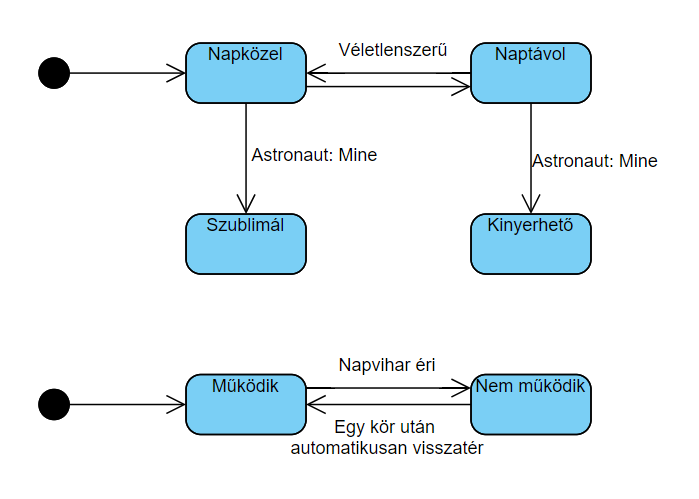 Napközel
Véletlenszerű
Naptávol
Astronaut: Mine
Astronaut: Mine
Szublimál
Kinyerhető
Működik
Napvihar éri
Nem működik
Egy kör után
automatikusan visszatér